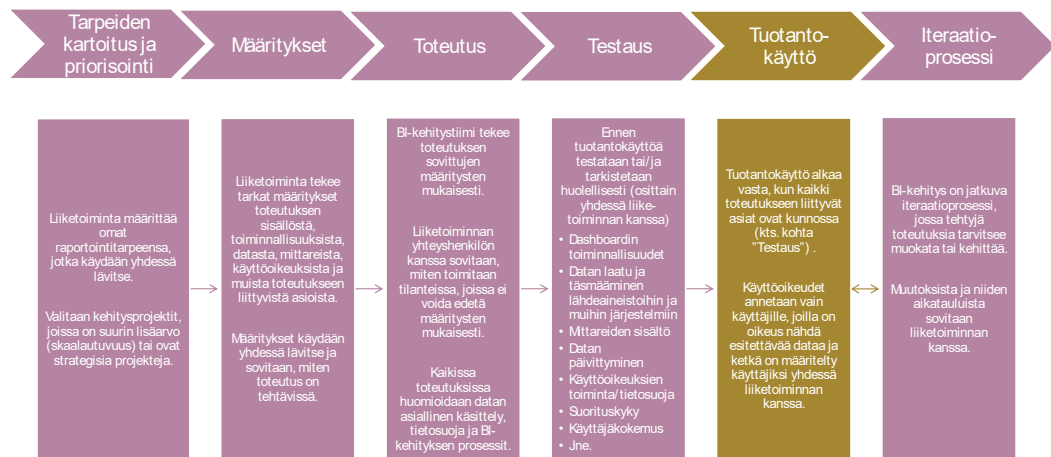 Tarpeiden
kartoitus ja
priorisointi
Määritykset
Toteutus
Testaus
Tuotanto-
käyttö
Iteraatio-
prosessi
Liiketoiminta määrittää
omat
raportointitarpeensa,
jotka käydään yhdessä
lävitse.
Valitaan kehitysprojektit,
joissa on suurin lisäarvo
(skaalautuvuus) tai ovat
strategisia projekteja.
Liiketoiminta tekee
tarkat määritykset
toteutuksen
sisällöstä,
toiminnallisuuksista,
datasta, mittareista,
käyttöoikeuksista ja
muista toteutukseen
liittyvistä asioista.
Määritykset käydään
yhdessä lävitse ja
sovitaan, miten
toteutus on
tehtävissä.
BI-kehitystiimi tekee
toteutuksen
sovittujen
määritysten
mukaisesti.
Liiketoiminnan
yhteyshenkilön
kanssa sovitaan,
miten toimitaan
tilanteissa, joissa ei
voida edetä
määritysten
mukaisesti.
Kaikissa
toteutuksissa
huomioidaan datan
asiallinen käsittely,
tietosuoja ja BI-
kehityksen prosessit.
Ennen
tuotantokäyttöä
testataan tai/ja
tarkistetaan
huolellisesti (osittain
yhdessä liike-
toiminnan kanssa)
• Dashboardin
toiminnallisuudet
• Datan laatu ja
täsmääminen
lähdeaineistoihin ja
muihin järjestelmiin
• Mittareiden sisältö
• Datan
päivittyminen
• Käyttöoikeuksien
toiminta/tietosuoja
• Suorituskyky
• Käyttäjäkokemus
• Jne.
Tuotantokäyttö alkaa
vasta, kun kaikki
toteutukseen liittyvät
asiat ovat kunnossa
(kts. kohta
"Testaus") .
Käyttöoikeudet
annetaan vain
käyttäjille, joilla on
oikeus nähdä
esitettävää dataa ja
ketkä on määritelty
käyttäjiksi yhdessä
liiketoiminnan
kanssa.
BI-kehitys on jatkuva
iteraatioprosessi,
jossa tehtyjä
toteutuksia tarvitsee
muokata tai kehittää.
Muutoksista ja niiden
aikatauluista
sovitaan
liiketoiminnan
kanssa.